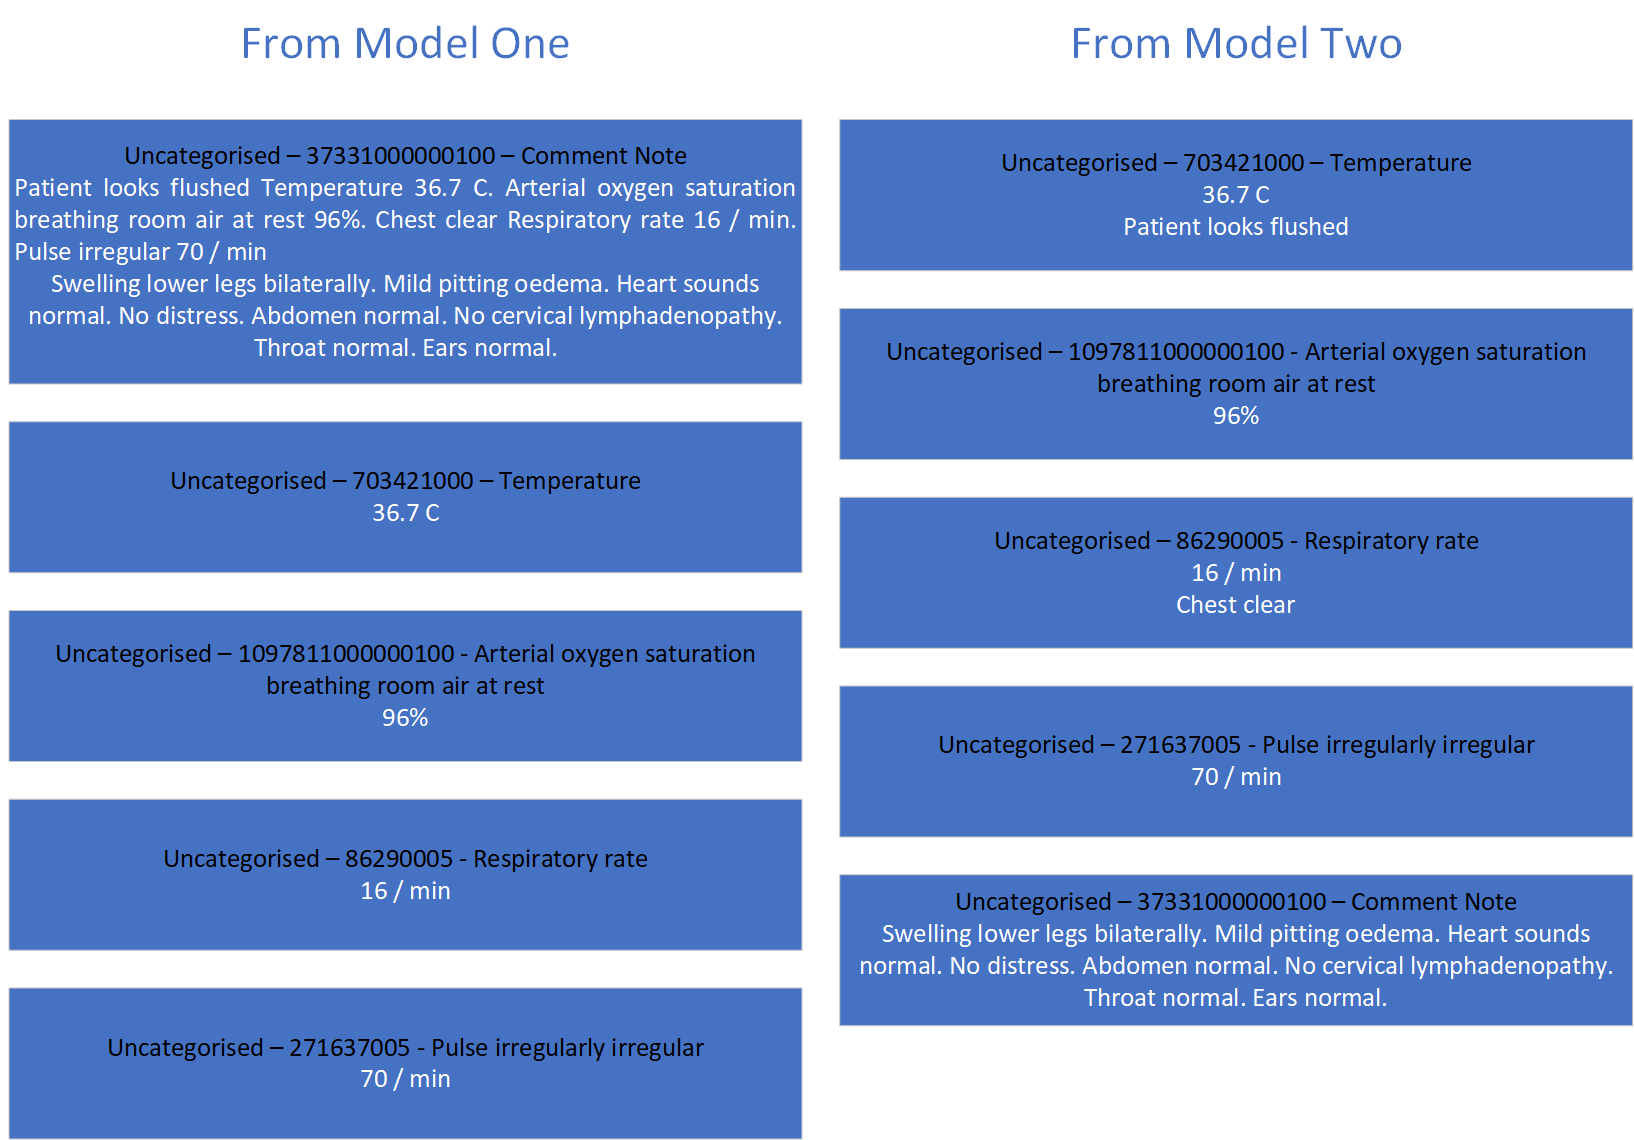 From Model One
Uncategorised – 37331000000100 – Comment Note
Patient looks flushed Temperature 36.7 C. Arterial oxygen saturation
breathing room air at rest 96%. Chest clear Respiratory rate 16 / min.
Pulse irregular 70 / min
Swelling lower legs bilaterally. Mild pitting oedema. Heart sounds
normal. No distress. Abdomen normal. No cervical lymphadenopathy.
Throat normal. Ears normal.
Uncategorised – 703421000 – Temperature
36.7 C
Uncategorised – 1097811000000100 - Arterial oxygen saturation
breathing room air at rest
96%
Uncategorised – 86290005 - Respiratory rate
16 / min
Uncategorised – 271637005 - Pulse irregularly irregular
70 / min
From Model Two
Uncategorised – 703421000 – Temperature
36.7 C
Patient looks flushed
Uncategorised – 1097811000000100 - Arterial oxygen saturation
breathing room air at rest
96%
Uncategorised – 86290005 - Respiratory rate
16 / min
Chest clear
Uncategorised – 271637005 - Pulse irregularly irregular
70 / min
Uncategorised – 37331000000100 – Comment Note
Swelling lower legs bilaterally. Mild pitting oedema. Heart sounds
normal. No distress. Abdomen normal. No cervical lymphadenopathy.
Throat normal. Ears normal.